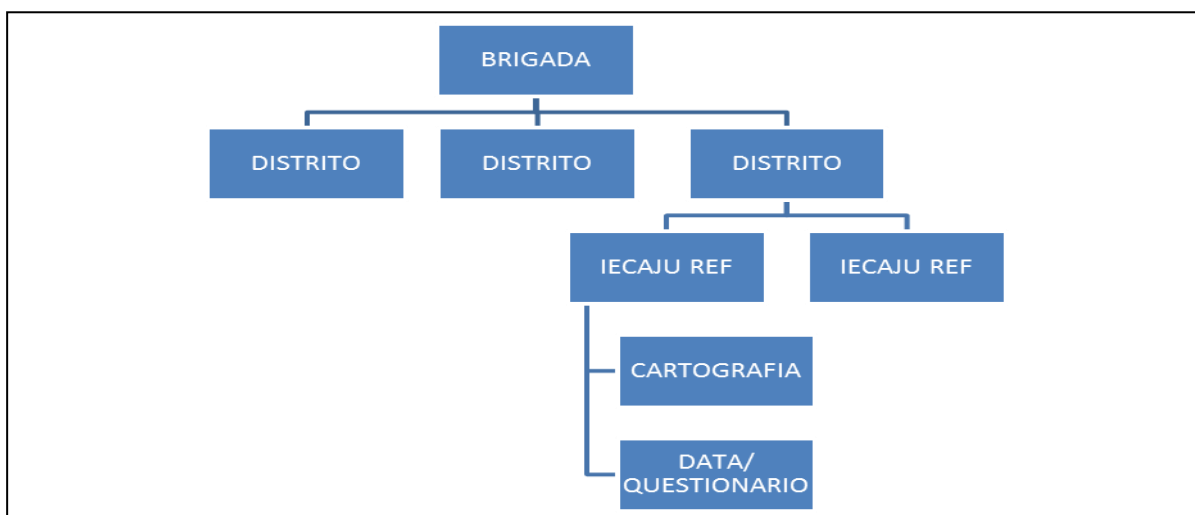 BRIGADA
DISTRITO
DISTRITO
DISTRITO
IECAJU REF
IECAJU REF
CARTOGRAFIA
DATA/
QUESTIONARIO